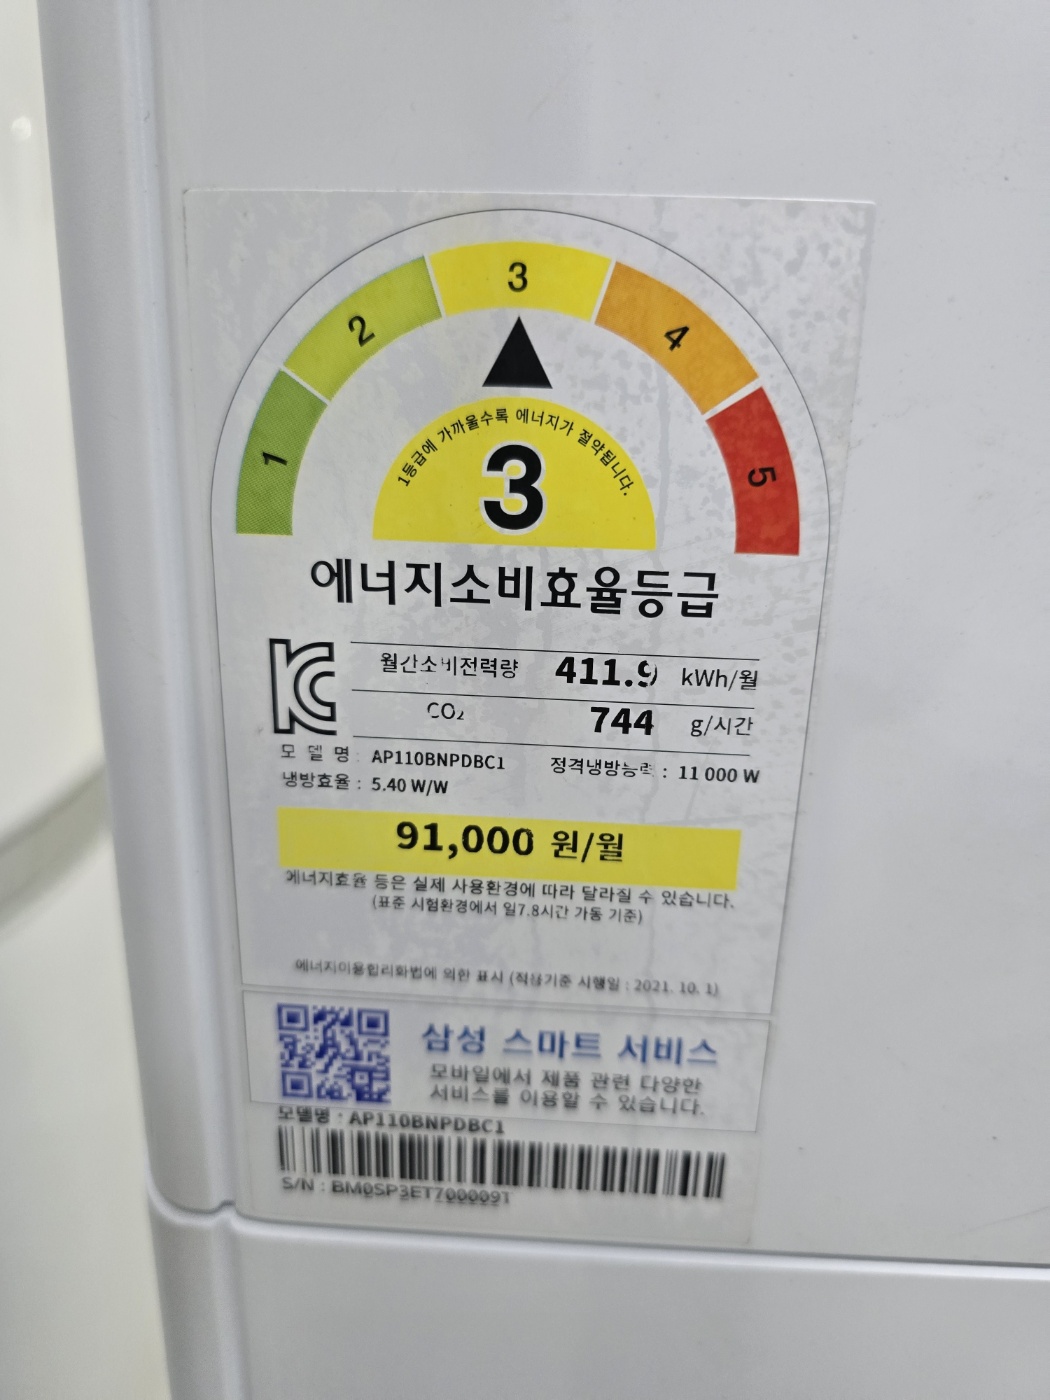 1 2 3 4 5
1등급에 가까울수록 에너지가 절약됩니다.
3
에너지소비효율등급
월간소비전력량 411.9 kWh/월
CO₂ 744 g/시간
모 델 명 : AP110BNPDBC1 정격냉방능력 : 11 000 W
냉방효율 : 5.40 W/W
91,000 원/월
에너지효율 등은 실제 사용환경에 따라 달라질 수 있습니다.
(표준 시험환경에서 일7.8시간 가동 기준)
에너지이용합리화법에 의한 표시 (적용기준 시행일 : 2021. 10. 1)
삼성 스마트 서비스
모바일에서 제품 관련 다양한
서비스를 이용할 수 있습니다.
모델명 : AP110BNPDBC1
S/N : BM0SP3ET7000091